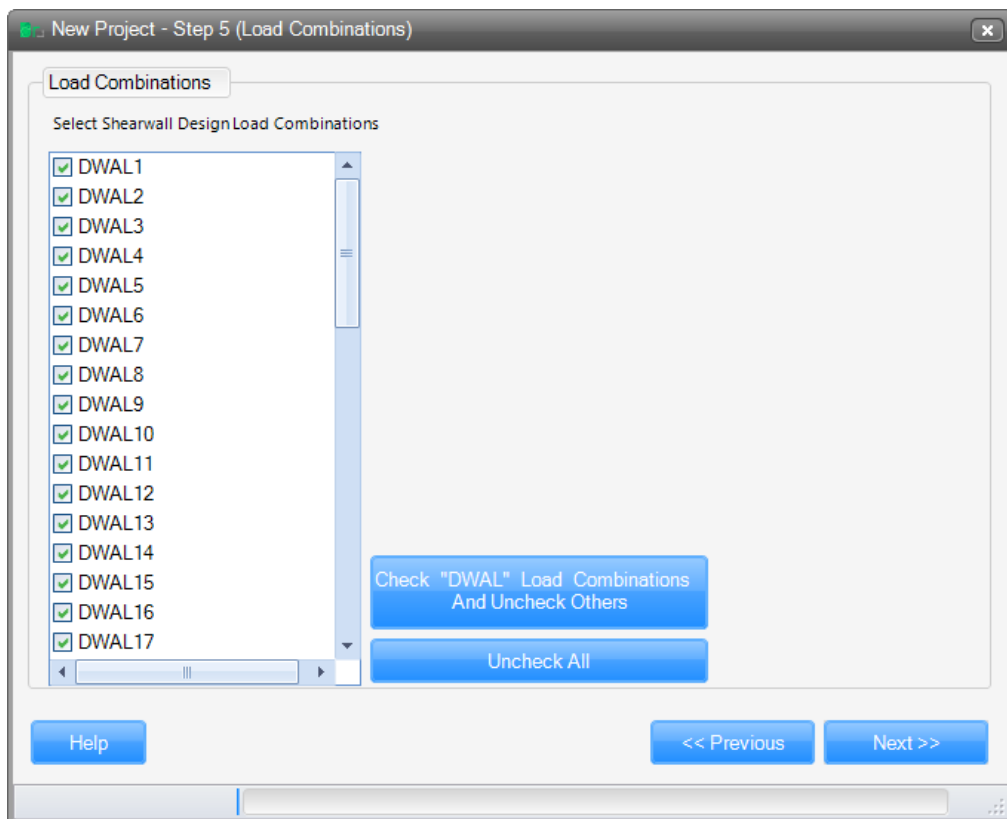 New Project - Step 5 (Load Combinations)
Load Combinations
Select Shearwall Design Load Combinations
DWAL1
DWAL2
DWAL3
DWAL4
DWAL5
DWAL6
DWAL7
DWAL8
DWAL9
DWAL10
DWAL11
DWAL12
DWAL13
DWAL14
DWAL15
DWAL16
DWAL17
Check "DWAL" Load Combinations
And Uncheck Others
Uncheck All
Help
<< Previous
Next >>